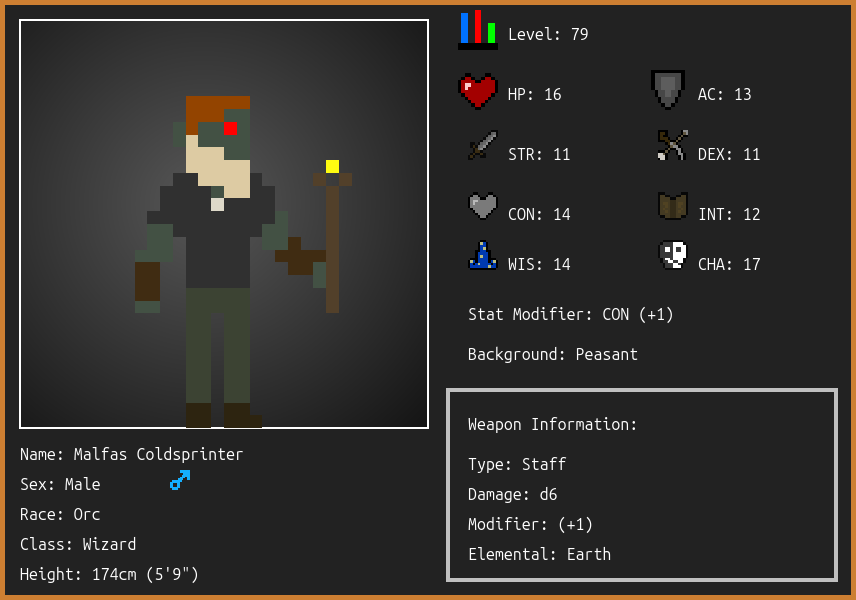 Level: 79
HP: 16
AC: 13
STR: 11
DEX: 11
CON: 14
INT: 12
WIS: 14
CHA: 17
Stat Modifier: CON (+1)
Background: Peasant
Weapon Information:
Type: Staff
Damage: d6
Modifier: (+1)
Elemental: Earth
Name: Malfas Coldsprinter
Sex: Male
Race: Orc
Class: Wizard
Height: 174cm (5'9")